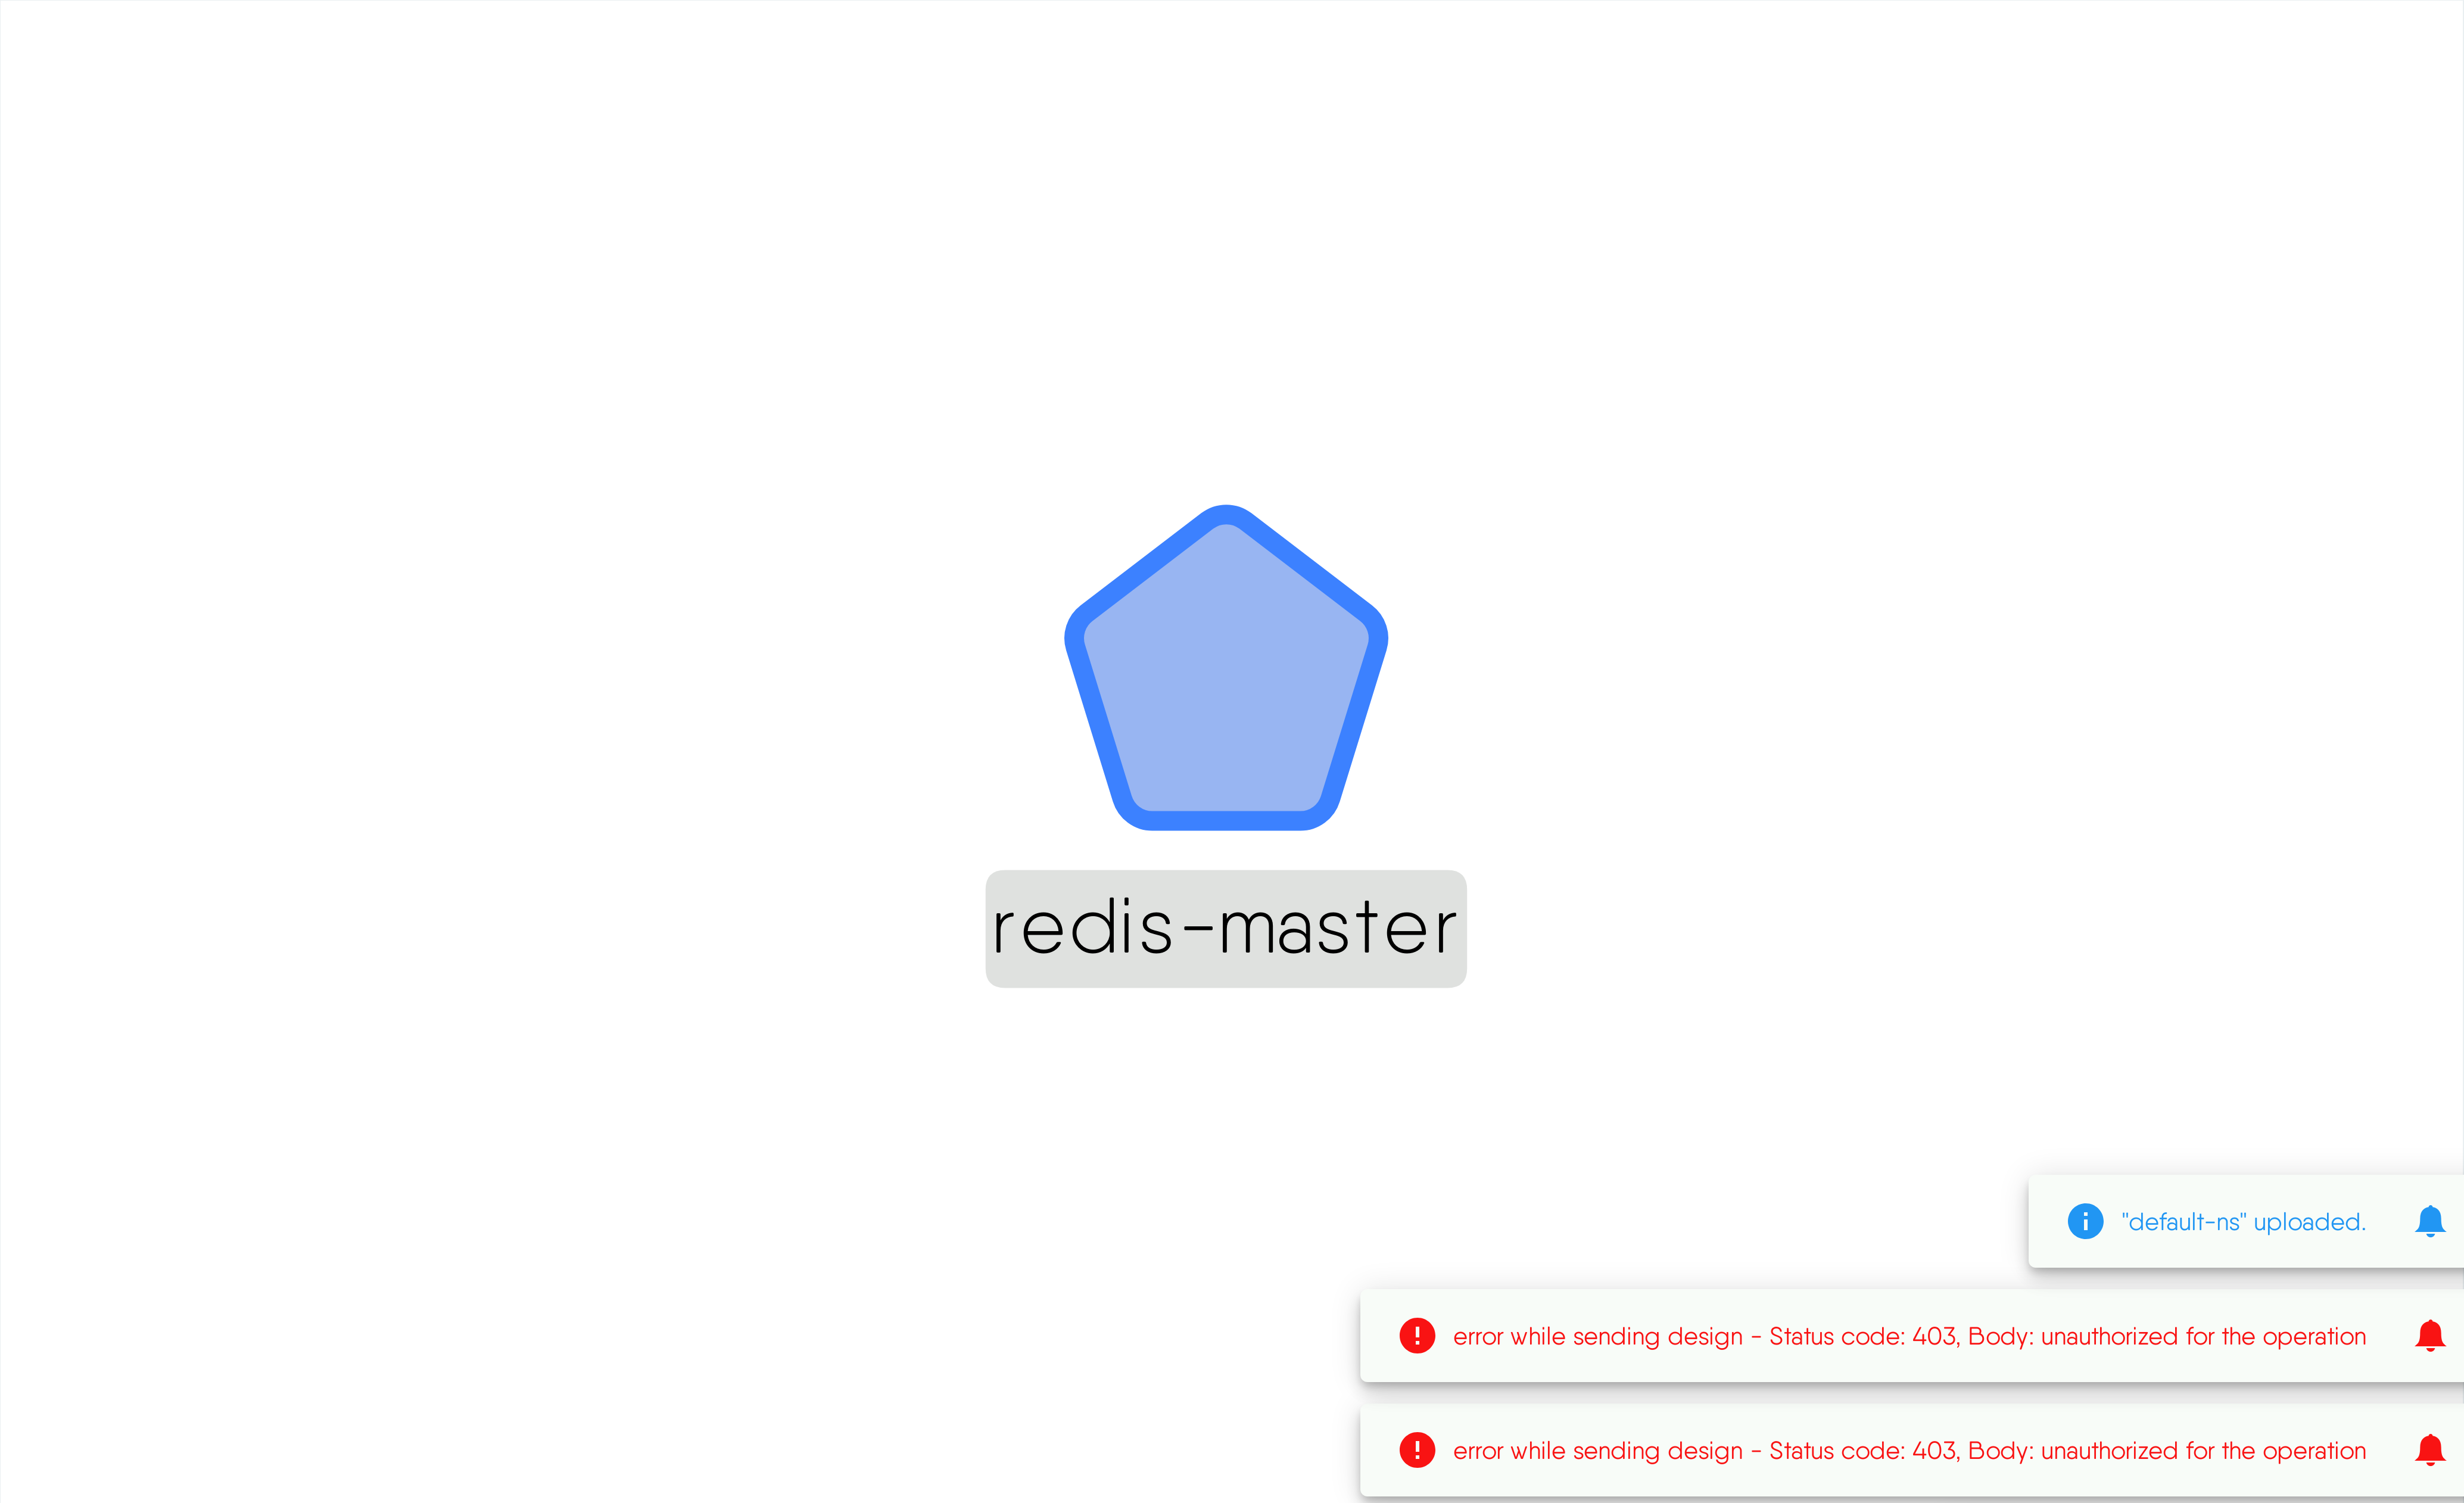 redis-master
"default-ns" uploaded.
error while sending design - Status code: 403, Body: unauthorized for the operation
error while sending design - Status code: 403, Body: unauthorized for the operation